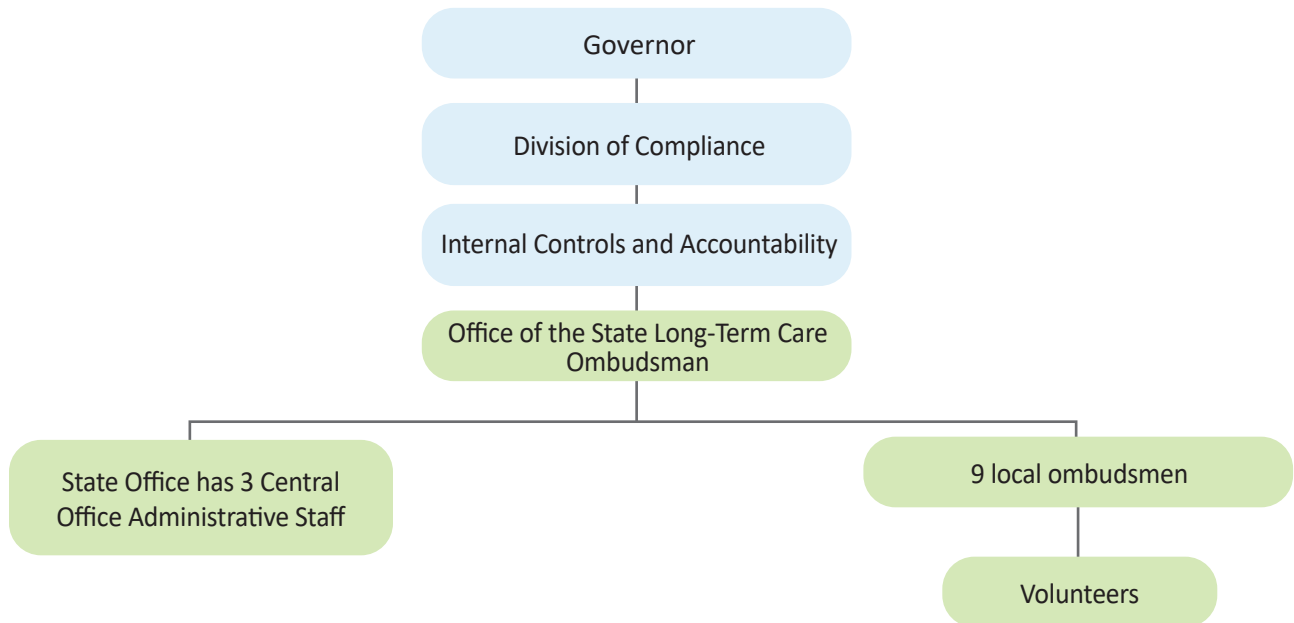 Governor
Division of Compliance
Internal Controls and Accountability
Office of the State Long-Term Care
Ombudsman
State Office has 3 Central
Office Administrative Staff
9 local ombudsmen
Volunteers